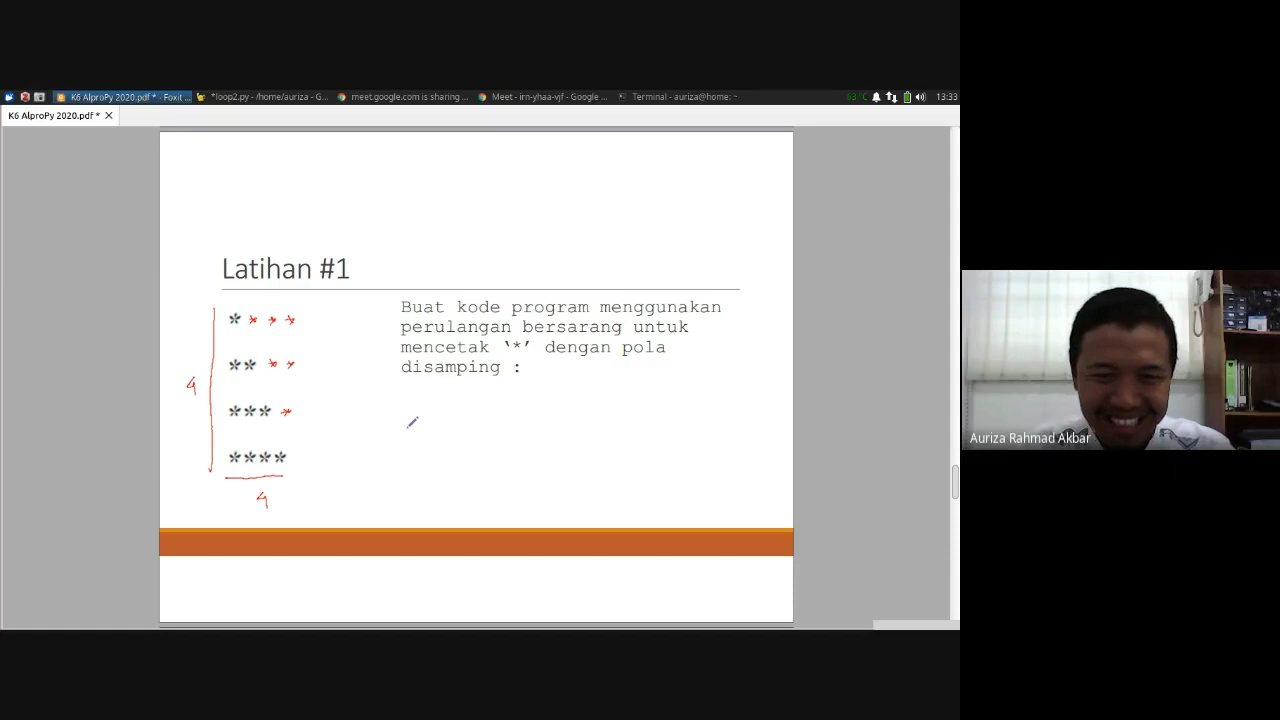 K6 AlproPy 2020.pdf * - Foxit ...
*loop2.py - /home/auriza - G...
meet.google.com is sharing ...
Meet - irn-yhaa-vjf - Google ...
Terminal - auriza@home: ~
63°C
13:33
K6 AlproPy 2020.pdf *
Latihan #1
* * * *
** * *
*** *
****
4
4
Buat kode program menggunakan
perulangan bersarang untuk
mencetak ‘*’ dengan pola
disamping :
Auriza Rahmad Akbar